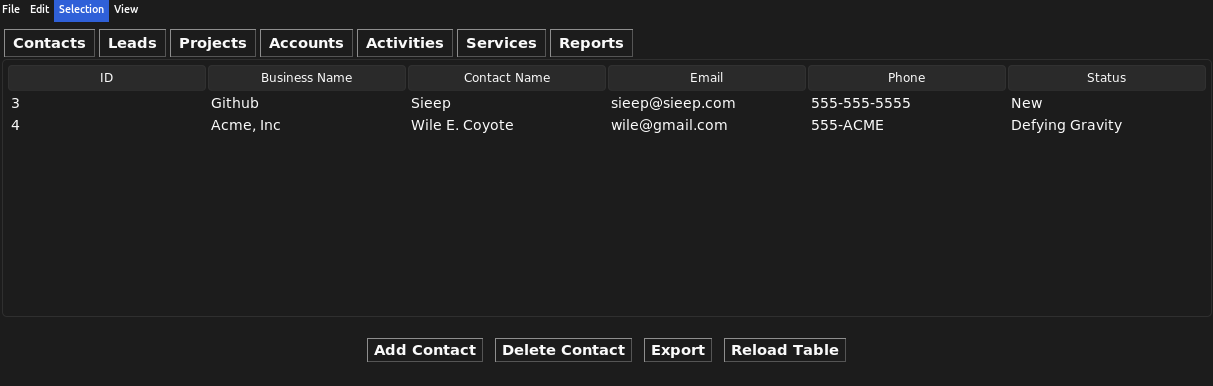 File Edit Selection View
Contacts Leads Projects Accounts Activities Services Reports
ID Business Name Contact Name Email Phone Status
3 Github Sieep sieep@sieep.com 555-555-5555 New
4 Acme, Inc Wile E. Coyote wile@gmail.com 555-ACME Defying Gravity
Add Contact Delete Contact Export Reload Table